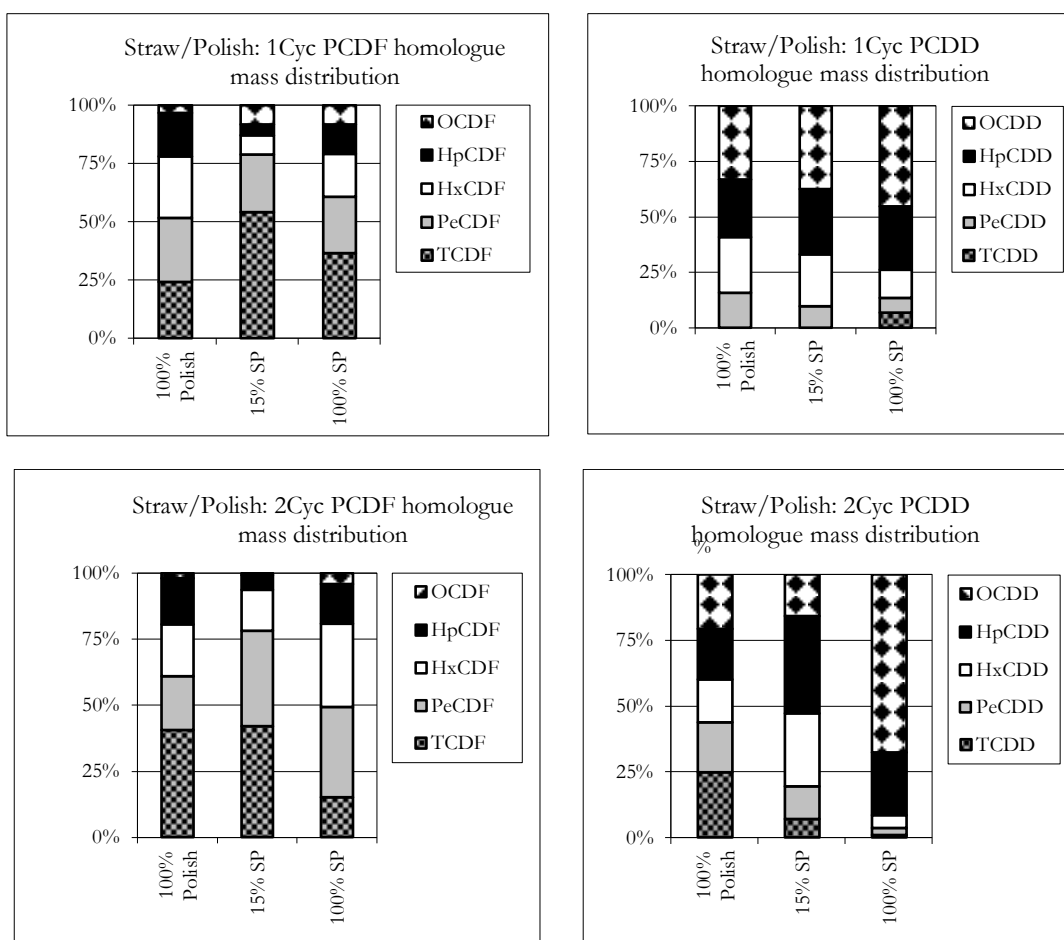 Straw/Polish: 1Cyc PCDF homologue
mass distribution
100%
75%
50%
25%
0%
100%
Polish
15% SP
100% SP
OCDF
HpCDF
HxCDF
PeCDF
TCDF
Straw/Polish: 1Cyc PCDD
homologue mass distribution
100%
75%
50%
25%
0%
100%
Polish
15% SP
100% SP
OCDD
HpCDD
HxCDD
PeCDD
TCDD
Straw/Polish: 2Cyc PCDF homologue
mass distribution
100%
75%
50%
25%
0%
100%
Polish
15% SP
100% SP
OCDF
HpCDF
HxCDF
PeCDF
TCDF
Straw/Polish: 2Cyc PCDD
homologue mass distribution
%
100%
75%
50%
25%
0%
100%
Polish
15% SP
100% SP
OCDD
HpCDD
HxCDD
PeCDD
TCDD